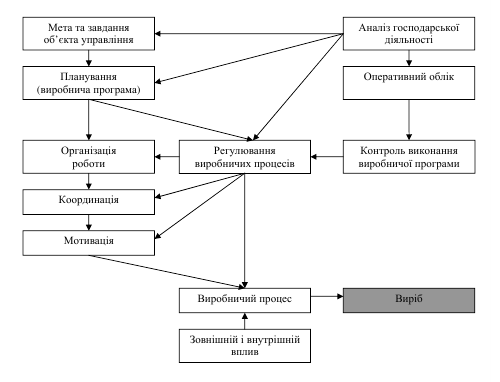 Мета та завдання
об’єкта управління
Аналіз господарської
діяльності
Планування
(виробнича програма)
Оперативний облік
Організація
роботи
Регулювання
виробничих процесів
Контроль виконання
виробничої програми
Координація
Мотивація
Виробничий процес
Виріб
Зовнішній і внутрішній
вплив